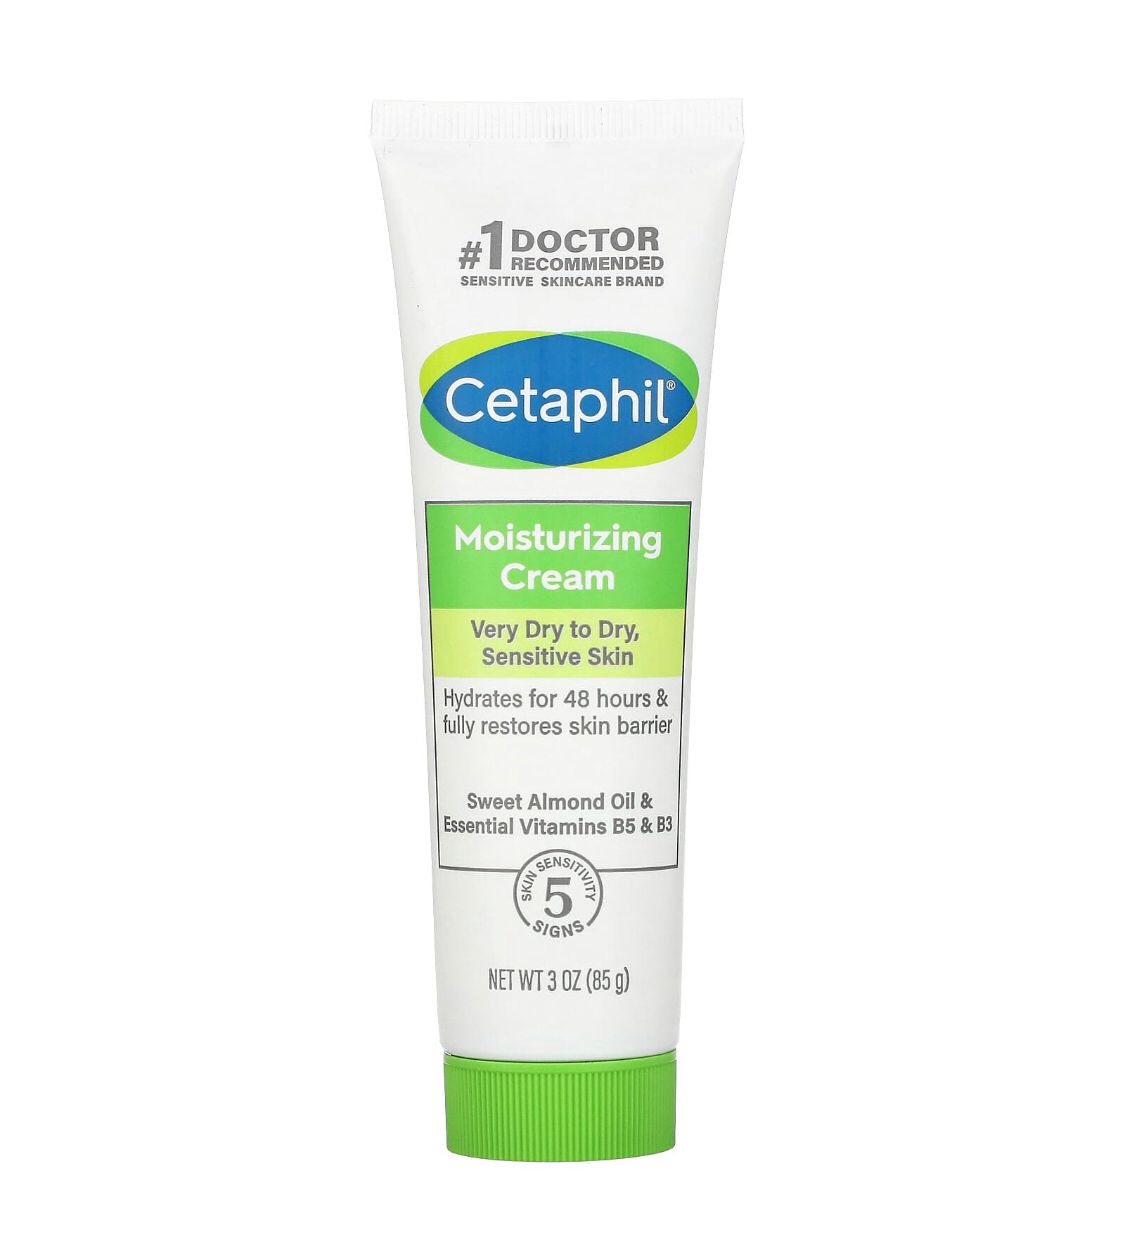 #1 DOCTOR
RECOMMENDED
SENSITIVE SKINCARE BRAND
Cetaphil®
Moisturizing
Cream
Very Dry to Dry,
Sensitive Skin
Hydrates for 48 hours &
fully restores skin barrier
Sweet Almond Oil &
Essential Vitamins B5 & B3
SKIN SENSITIVITY
5
SIGNS
NET WT 3 OZ (85 g)